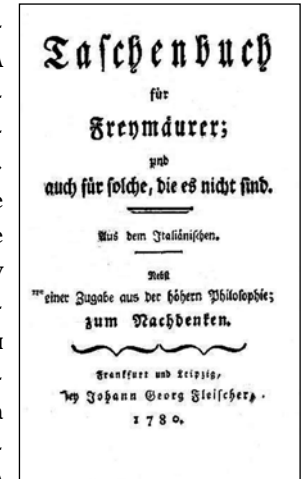 Taſchenbuch
für
Freymäurer;
und
auch für ſolche, die es nicht ſind.
Aus dem Italiäniſchen.
Nebſt
einer Zugabe aus der höhern Philoſophie;
zum Nachdenken.
Frankfurt und Leipzig,
bey Johann Georg Fleiſcher,
1780.